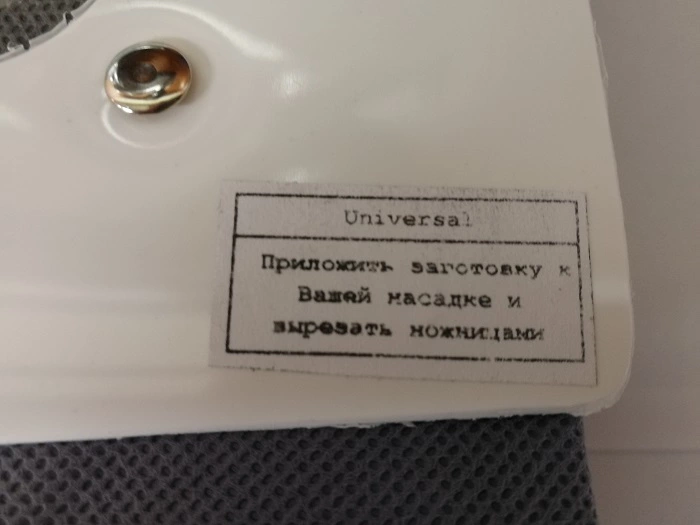 Universal
Приложить заготовку к
Вашей насадке и
вырезать ножницами